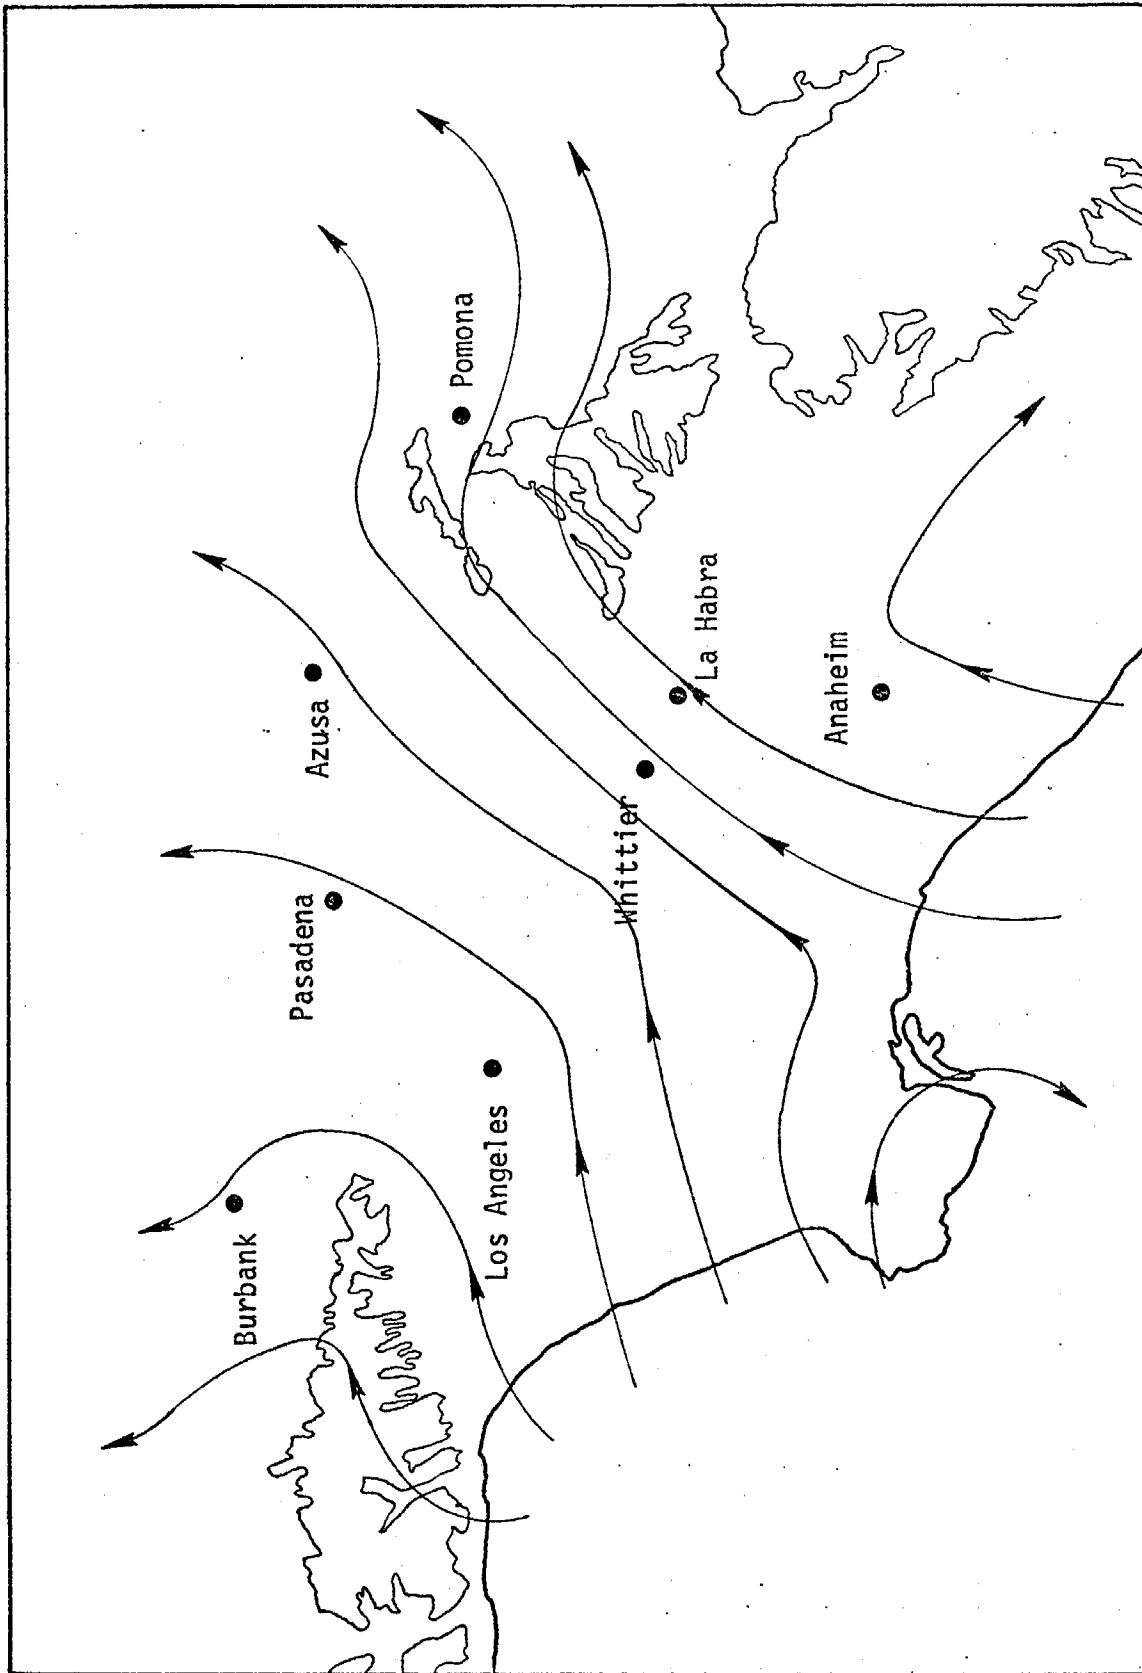 Burbank
Pasadena
Azusa
Pomona
Los Angeles
Whittier
La Habra
Anaheim